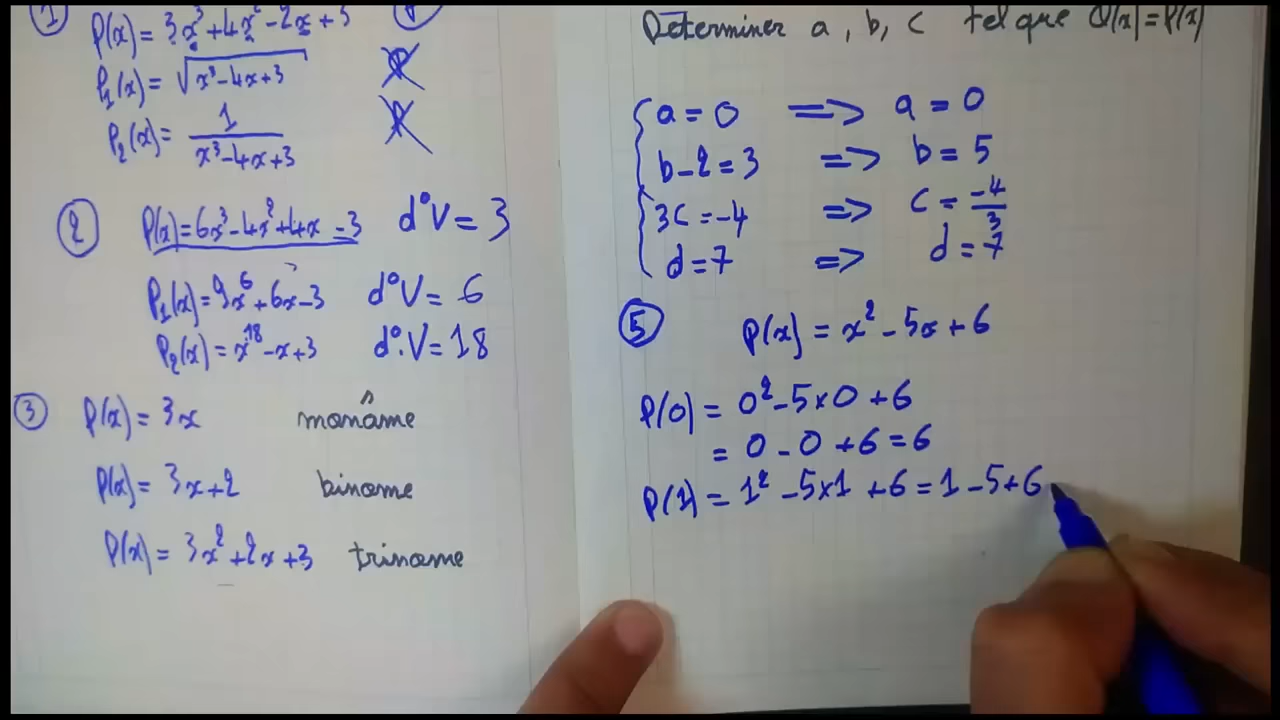 1
P(x) = 3x³+4x²-2x+3
P₁(x) = √x³-4x+3
P₂(x) = 1/(x³-4x+3)
2 P(x)=6x³-4x²+4x-3 d°V = 3
P₁(x)=9x⁶+6x-3 d°V = 6
P₂(x)= x¹⁸-x+3 d°.V=18
3 P(x) = 3x monôme
P(x) = 3x+2 binome
P(x) = 3x²+2x+3 triname
Determiner a, b, c tel que Q(x)=P(x)
a = 0 => a = 0
b-2=3 => b = 5
3c=-4 => c = -4/3
d=7 => d = 7
5 P(x) = x² - 5x + 6
P(0) = 0²-5×0 +6
= 0 - 0 +6 = 6
P(1) = 1² -5×1 +6 = 1 -5+6